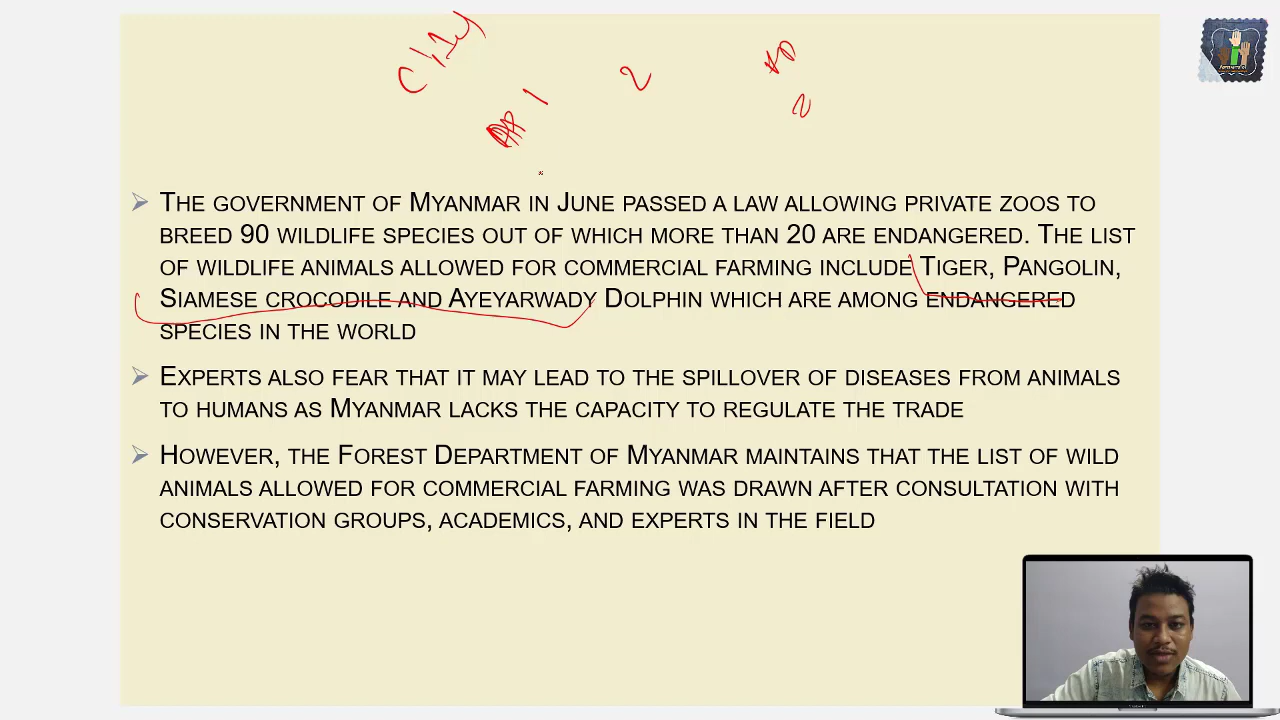 2
1
2
THE GOVERNMENT OF MYANMAR IN JUNE PASSED A LAW ALLOWING PRIVATE ZOOS TO
BREED 90 WILDLIFE SPECIES OUT OF WHICH MORE THAN 20 ARE ENDANGERED. THE LIST
OF WILDLIFE ANIMALS ALLOWED FOR COMMERCIAL FARMING INCLUDE TIGER, PANGOLIN,
SIAMESE CROCODILE AND AYEYARWADY DOLPHIN WHICH ARE AMONG ENDANGERED
SPECIES IN THE WORLD
EXPERTS ALSO FEAR THAT IT MAY LEAD TO THE SPILLOVER OF DISEASES FROM ANIMALS
TO HUMANS AS MYANMAR LACKS THE CAPACITY TO REGULATE THE TRADE
HOWEVER, THE FOREST DEPARTMENT OF MYANMAR MAINTAINS THAT THE LIST OF WILD
ANIMALS ALLOWED FOR COMMERCIAL FARMING WAS DRAWN AFTER CONSULTATION WITH
CONSERVATION GROUPS, ACADEMICS, AND EXPERTS IN THE FIELD